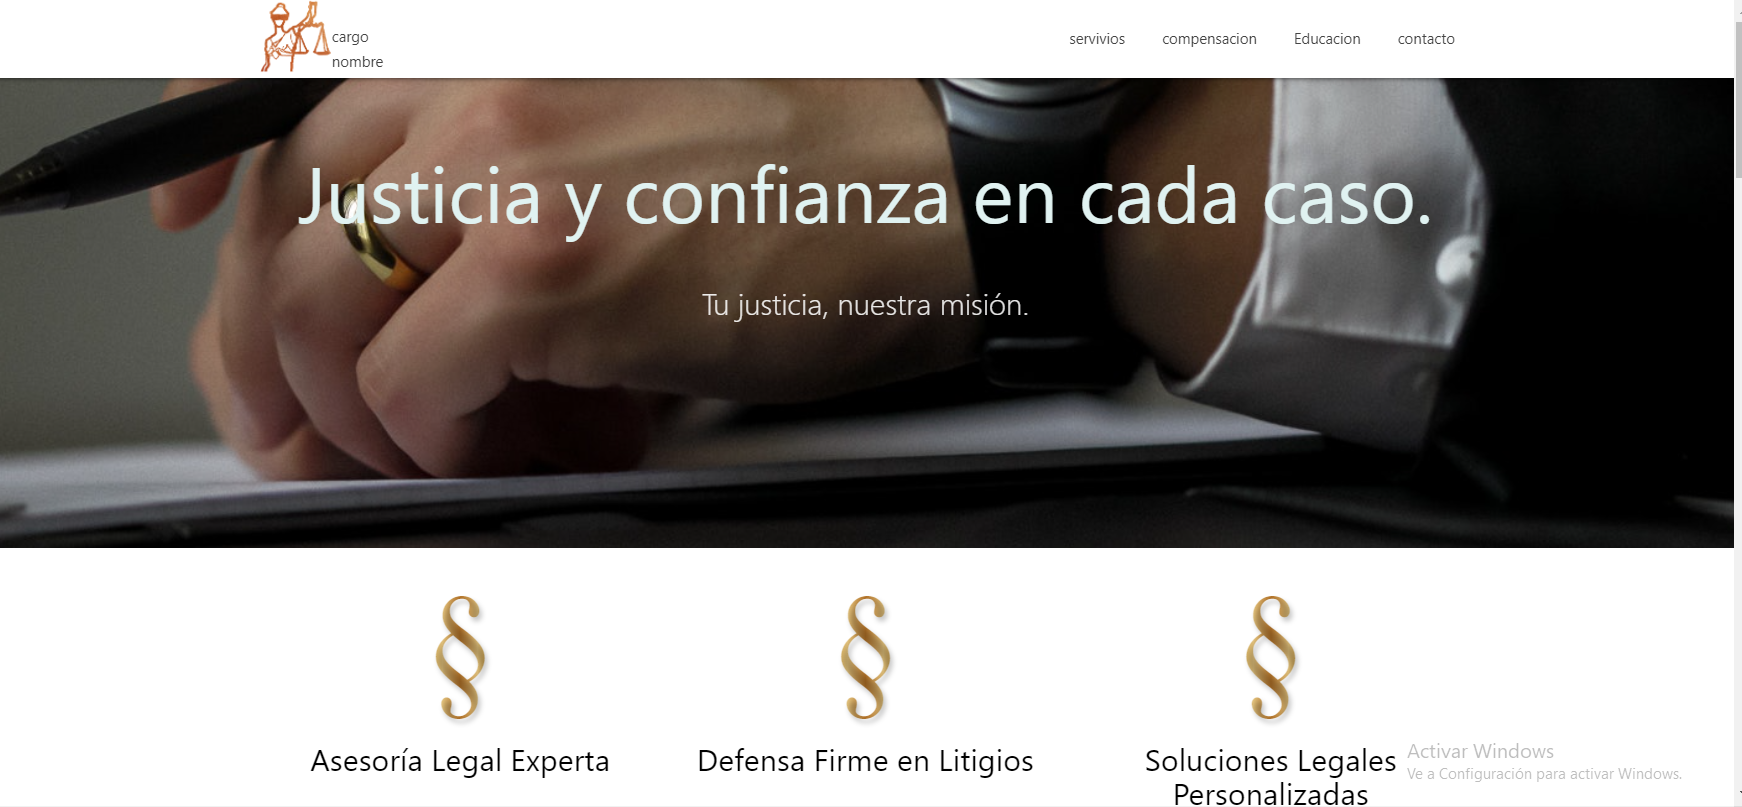 cargo
nombre
servivios
compensacion
Educacion
contacto
Justicia y confianza en cada caso.
Tu justicia, nuestra misión.
§
§
§
Asesoría Legal Experta
Defensa Firme en Litigios
Soluciones Legales
Personalizadas
Activar Windows
Ve a Configuración para activar Windows.